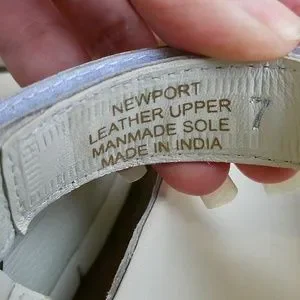 NEWPORT
LEATHER UPPER
MANMADE SOLE
MADE IN INDIA
7